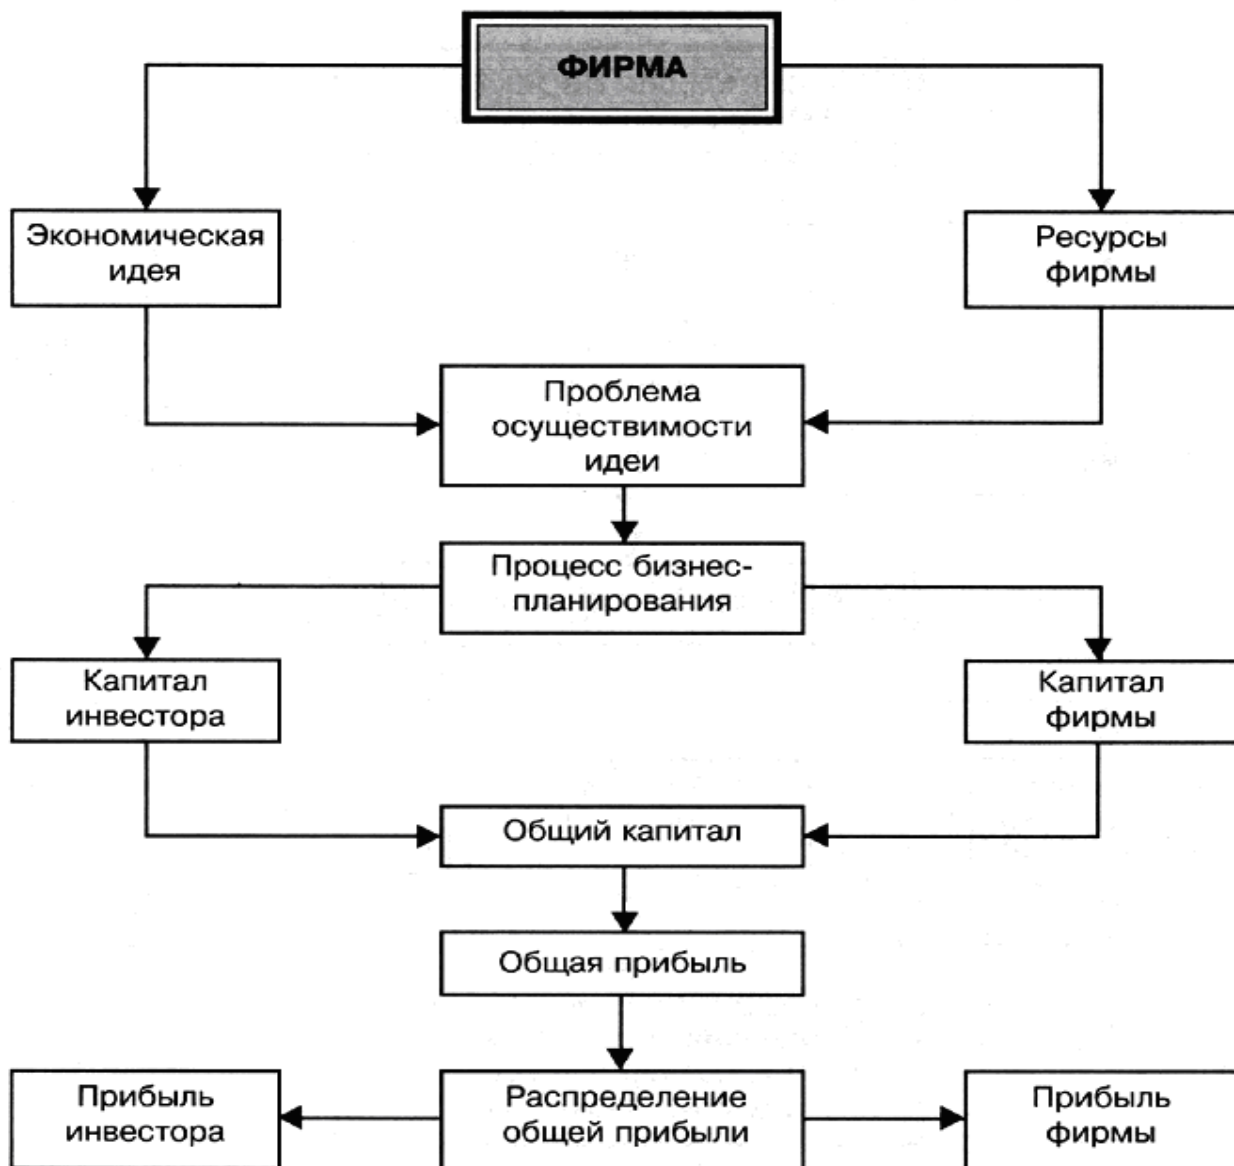 ФИРМА
Экономическая
идея
Ресурсы
фирмы
Проблема
осуществимости
идеи
Процесс бизнес-
планирования
Капитал
инвестора
Капитал
фирмы
Общий капитал
Общая прибыль
Прибыль
инвестора
Распределение
общей прибыли
Прибыль
фирмы